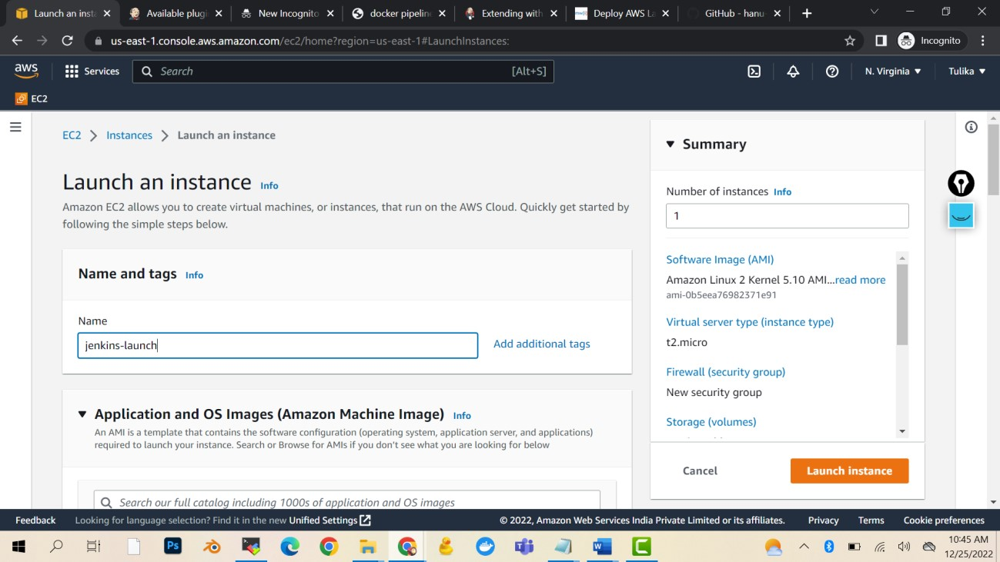 Launch an insta
Available plugi
New Incognito
docker pipeline
Extending with
Deploy AWS La
GitHub - hanu-
us-east-1.console.aws.amazon.com/ec2/home?region=us-east-1#LaunchInstances:
Incognito
aws
Services
Search
[Alt+S]
N. Virginia
Tulika
EC2
EC2
Instances
Launch an instance
Launch an instance
Info
Amazon EC2 allows you to create virtual machines, or instances, that run on the AWS Cloud. Quickly get started by
following the simple steps below.
Name and tags
Info
Name
jenkins-launch
Add additional tags
Application and OS Images (Amazon Machine Image)
Info
An AMI is a template that contains the software configuration (operating system, application server, and applications)
required to launch your instance. Search or Browse for AMIs if you don't see what you are looking for below
Search our full catalog including 1000s of application and OS images
Summary
Number of instances
Info
1
Software Image (AMI)
Amazon Linux 2 Kernel 5.10 AMI...read more
ami-0b5eea76982371e91
Virtual server type (instance type)
t2.micro
Firewall (security group)
New security group
Storage (volumes)
Cancel
Launch instance
Feedback
Looking for language selection? Find it in the new Unified Settings
© 2022, Amazon Web Services India Private Limited or its affiliates.
Privacy
Terms
Cookie preferences
Ps
10:45 AM
12/25/2022